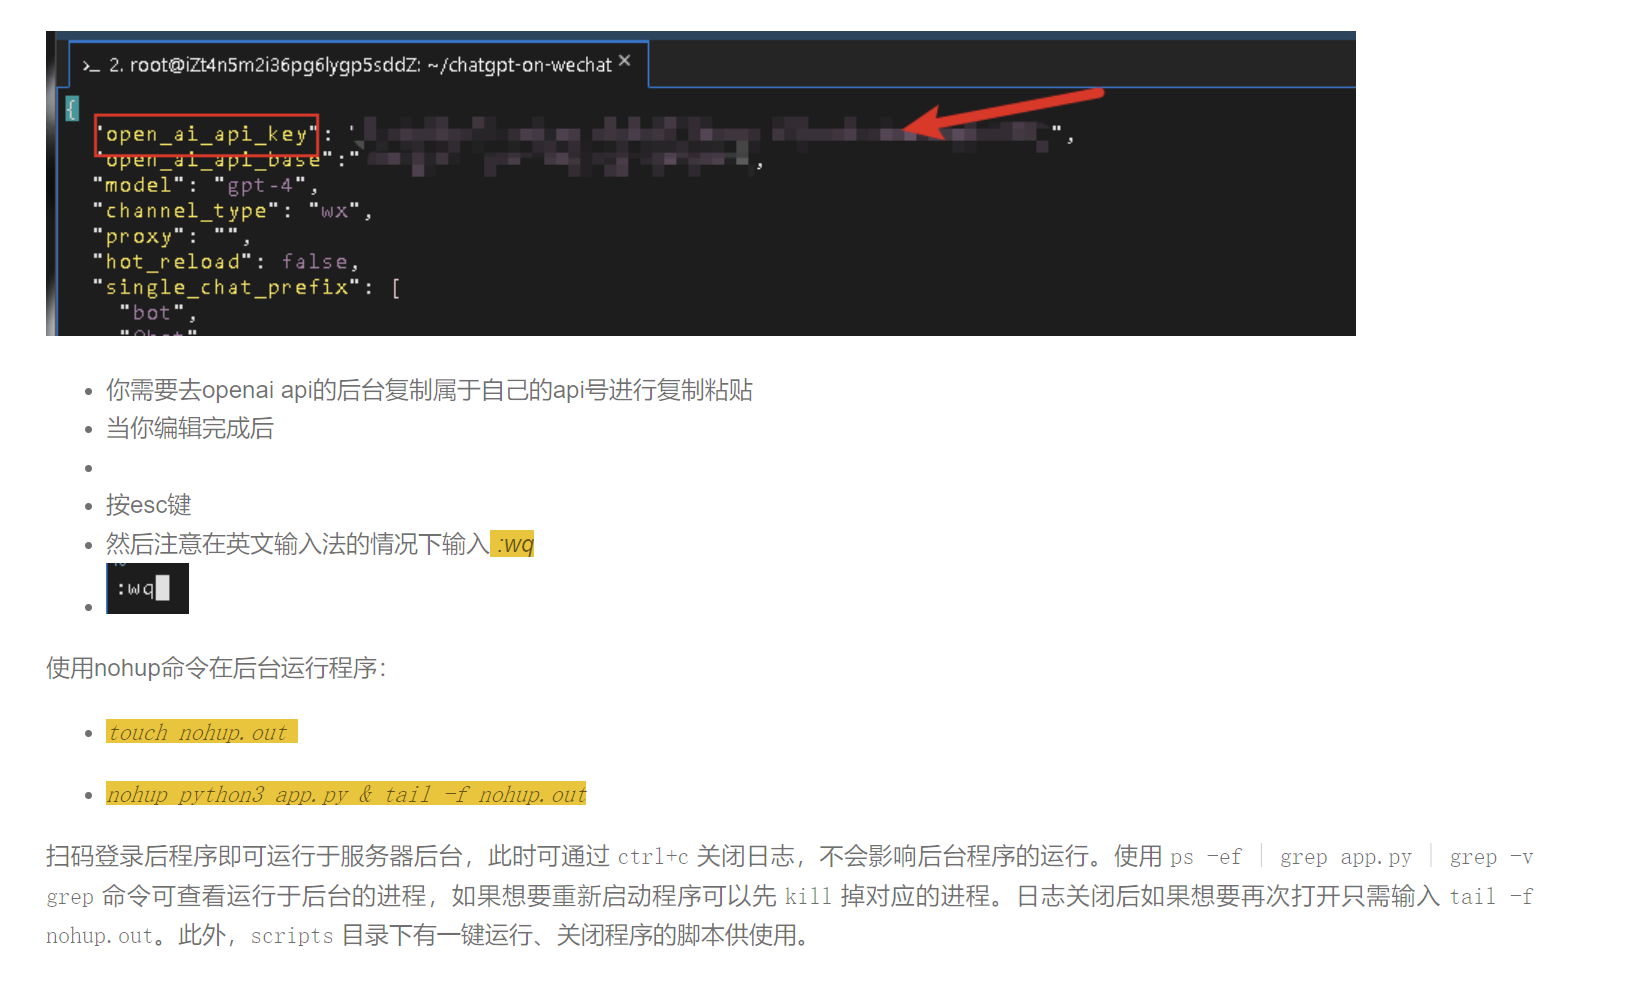 >_ 2. root@iZt4n5m2i36pg6lygp5sddZ: ~/chatgpt-on-wechat ×
{
"open_ai_api_key": "",
"open_ai_api_base":" ,
"model": "gpt-4",
"channel_type": "wx",
"proxy": "",
"hot_reload": false,
"single_chat_prefix": [
"bot",
• 你需要去openai api的后台复制属于自己的api号进行复制粘贴
• 当你编辑完成后
•
• 按esc键
• 然后注意在英文输入法的情况下输入 :wq
• :wq
使用nohup命令在后台运行程序：
• touch nohup.out
• nohup python3 app.py & tail -f nohup.out
扫码登录后程序即可运行于服务器后台，此时可通过 ctrl+c 关闭日志，不会影响后台程序的运行。使用 ps -ef | grep app.py | grep -v
grep 命令可查看运行于后台的进程，如果想要重新启动程序可以先 kill 掉对应的进程。日志关闭后如果想要再次打开只需输入 tail -f
nohup.out。此外，scripts 目录下有一键运行、关闭程序的脚本供使用。